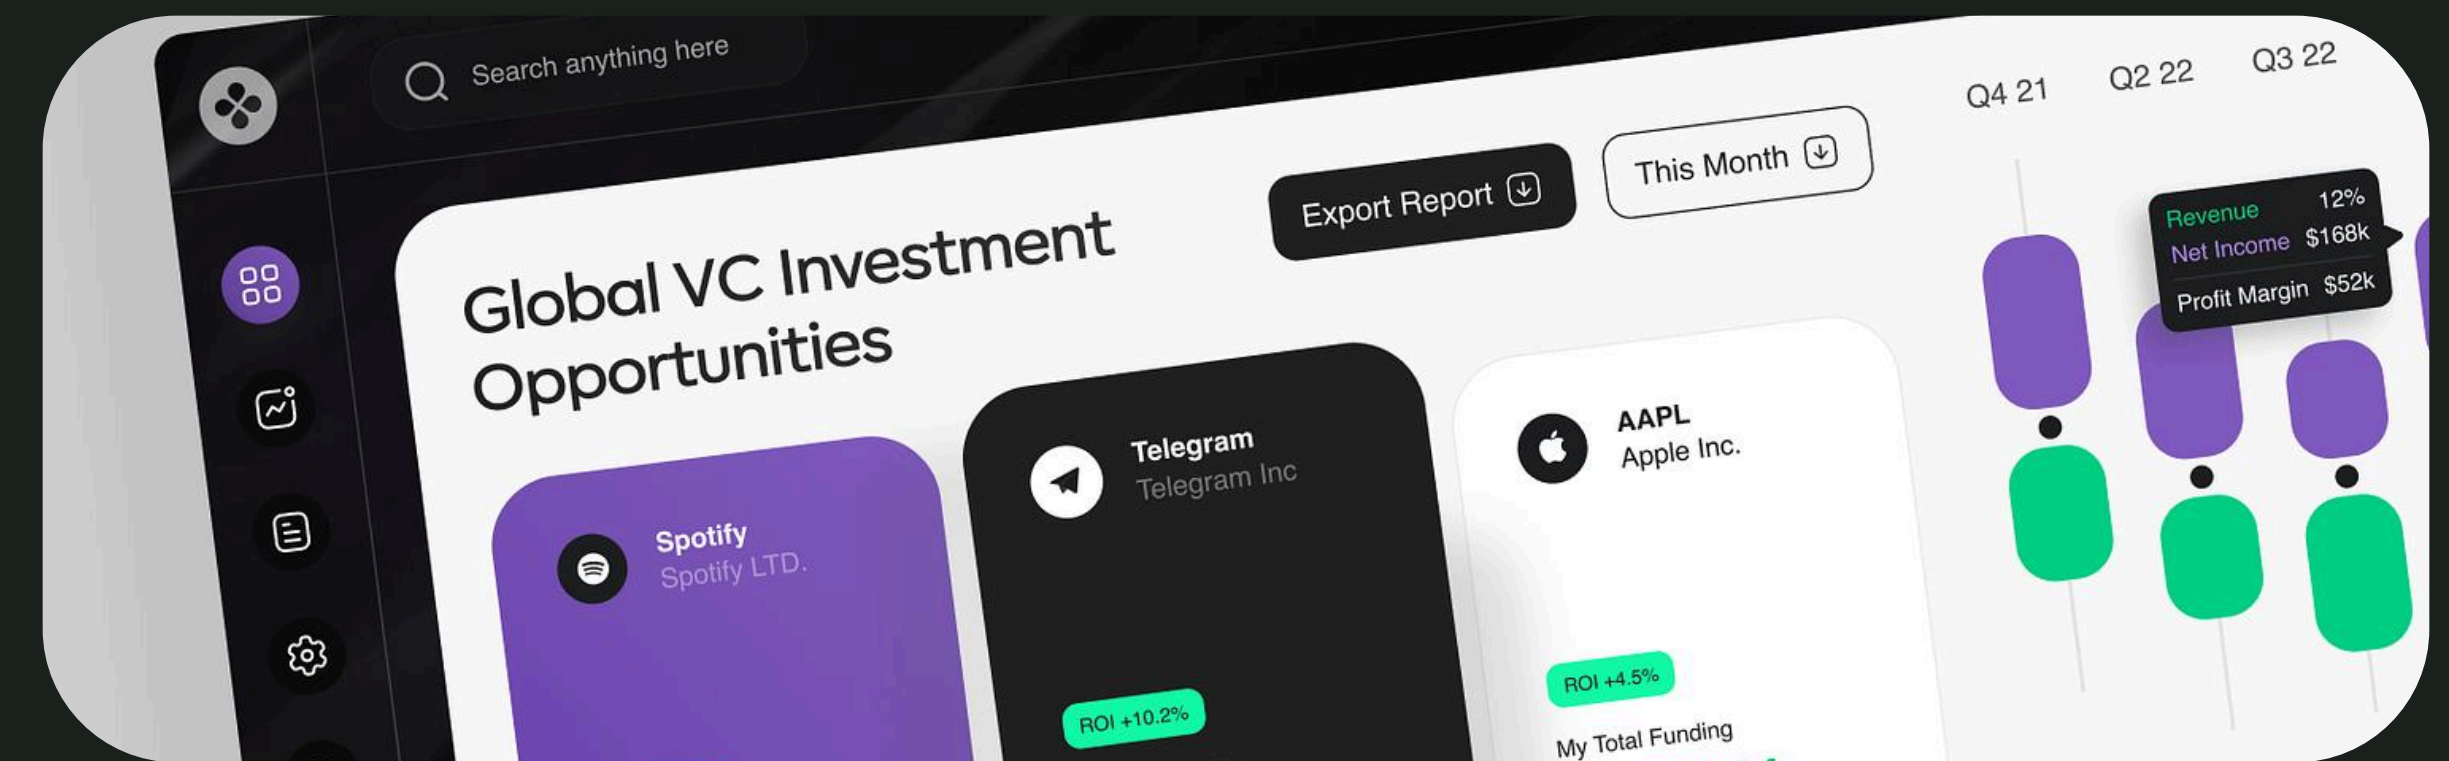 Search anything here
Global VC Investment
Opportunities
Export Report
This Month
Q4 21
Q2 22
Q3 22
Revenue 12%
Net Income $168k
Profit Margin $52k
Spotify
Spotify LTD.
Telegram
Telegram Inc
ROI +10.2%
AAPL
Apple Inc.
ROI +4.5%
My Total Funding